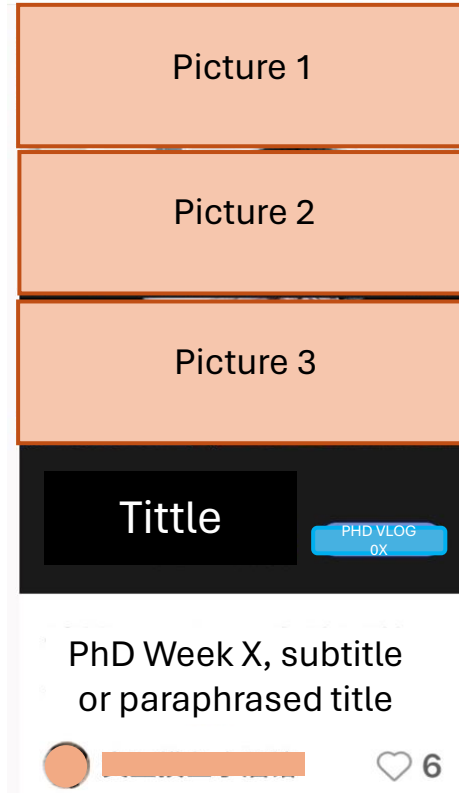 Picture 1
Picture 2
Picture 3
Tittle
PHD VLOG
0X
PhD Week X, subtitle
or paraphrased title
6